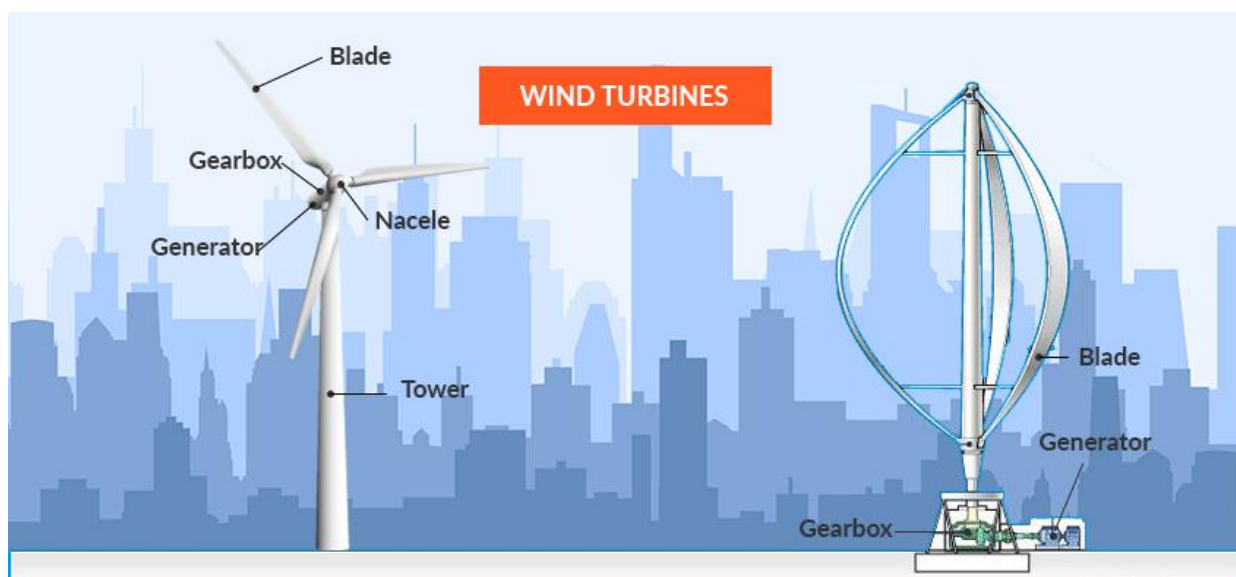 WIND TURBINES
Blade
Gearbox
Nacele
Generator
Tower
Blade
Generator
Gearbox